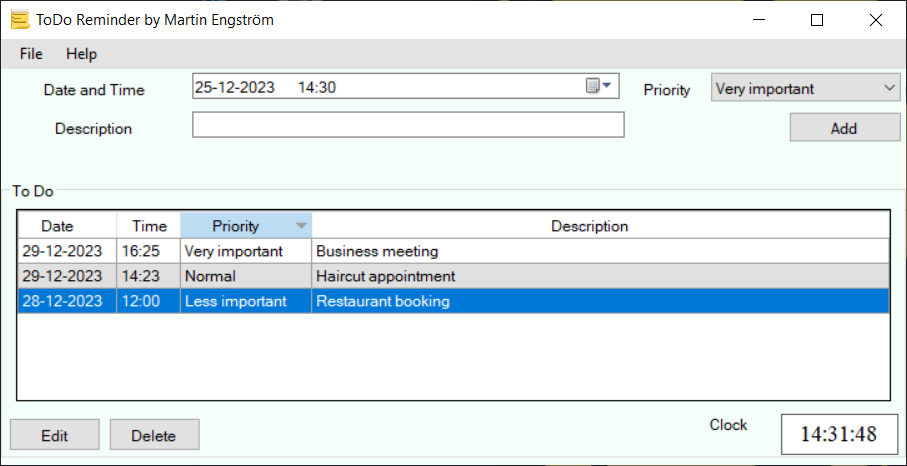 ToDo Reminder by Martin Engström
File Help
Date and Time 25-12-2023 14:30 Priority Very important
Description Add
To Do
Date Time Priority Description
29-12-2023 16:25 Very important Business meeting
29-12-2023 14:23 Normal Haircut appointment
28-12-2023 12:00 Less important Restaurant booking
Edit Delete Clock 14:31:48